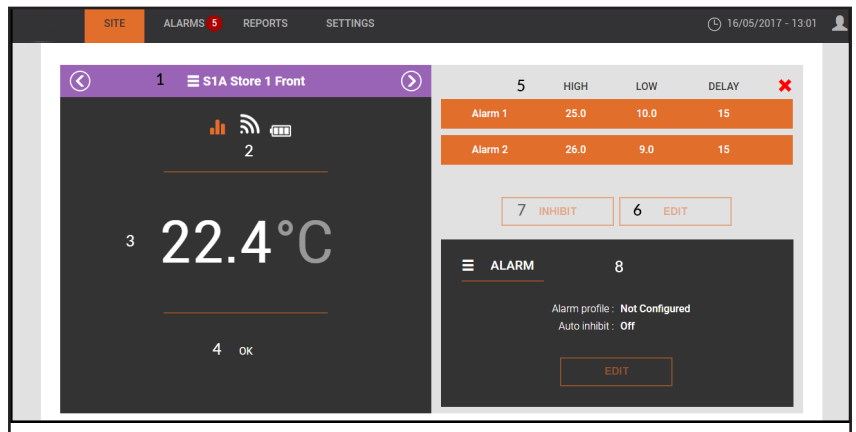 SITE ALARMS 5 REPORTS SETTINGS 16/05/2017 - 13:01
1 S1A Store 1 Front
2
3 22.4°C
4 OK
5 HIGH LOW DELAY
Alarm 1 25.0 10.0 15
Alarm 2 26.0 9.0 15
7 INHIBIT 6 EDIT
ALARM 8
Alarm profile : Not Configured
Auto inhibit : Off
EDIT